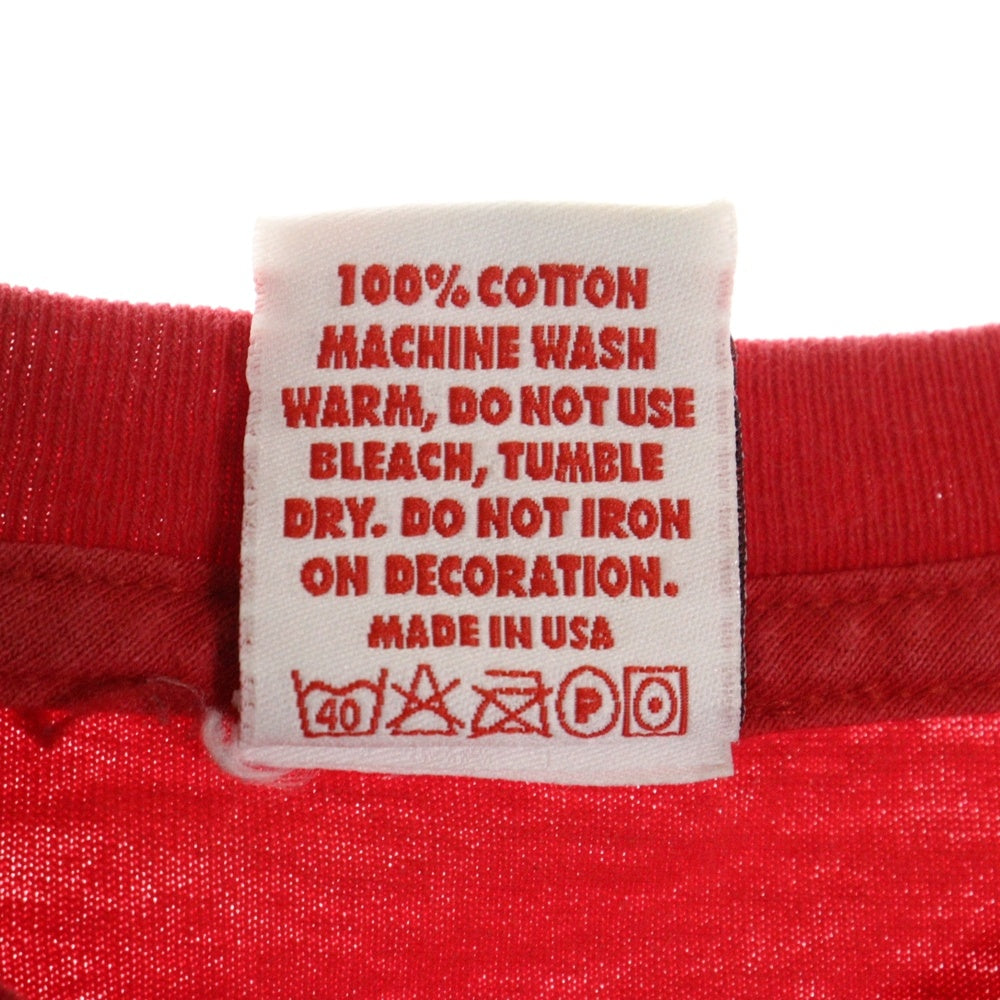 100% COTTON
MACHINE WASH
WARM, DO NOT USE
BLEACH, TUMBLE
DRY. DO NOT IRON
ON DECORATION.
MADE IN USA
40 P